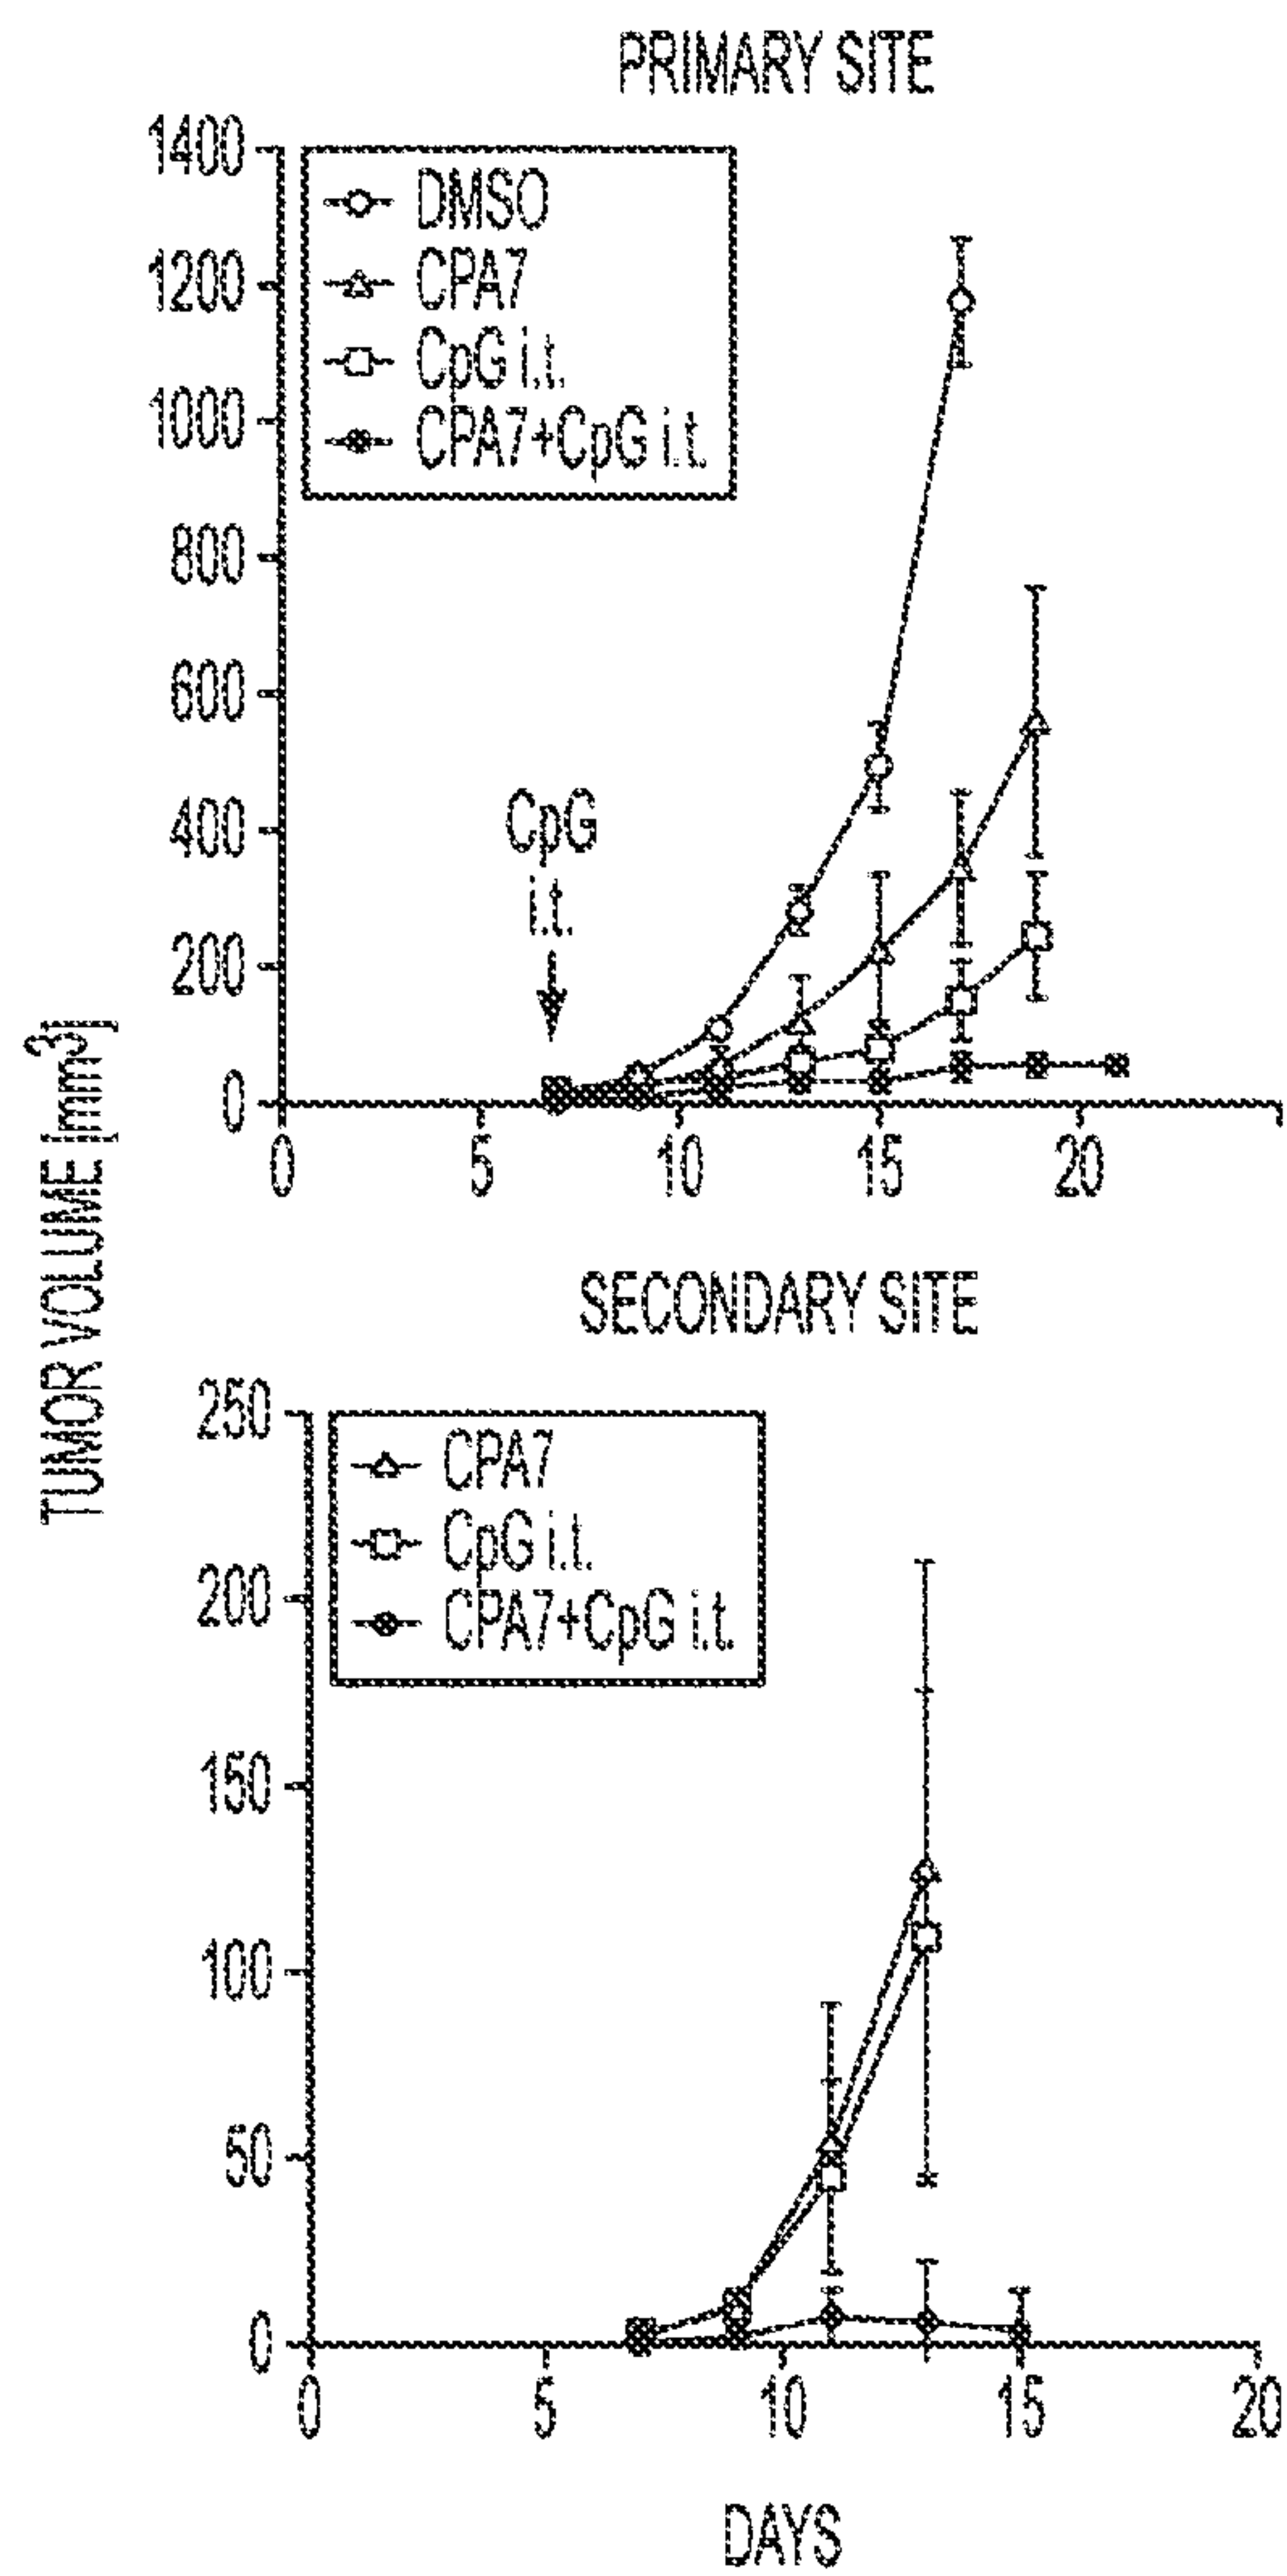 PRIMARY SITE
1400
1200
1000
800
600
400
200
0
DMSO
CPA7
CpG i.t.
CPA7+CpG i.t.
CpG
i.t.
0 5 10 15 20
TUMOR VOLUME [mm³]
SECONDARY SITE
250
200
150
100
50
0
CPA7
CpG i.t.
CPA7+CpG i.t.
0 5 10 15 20
DAYS